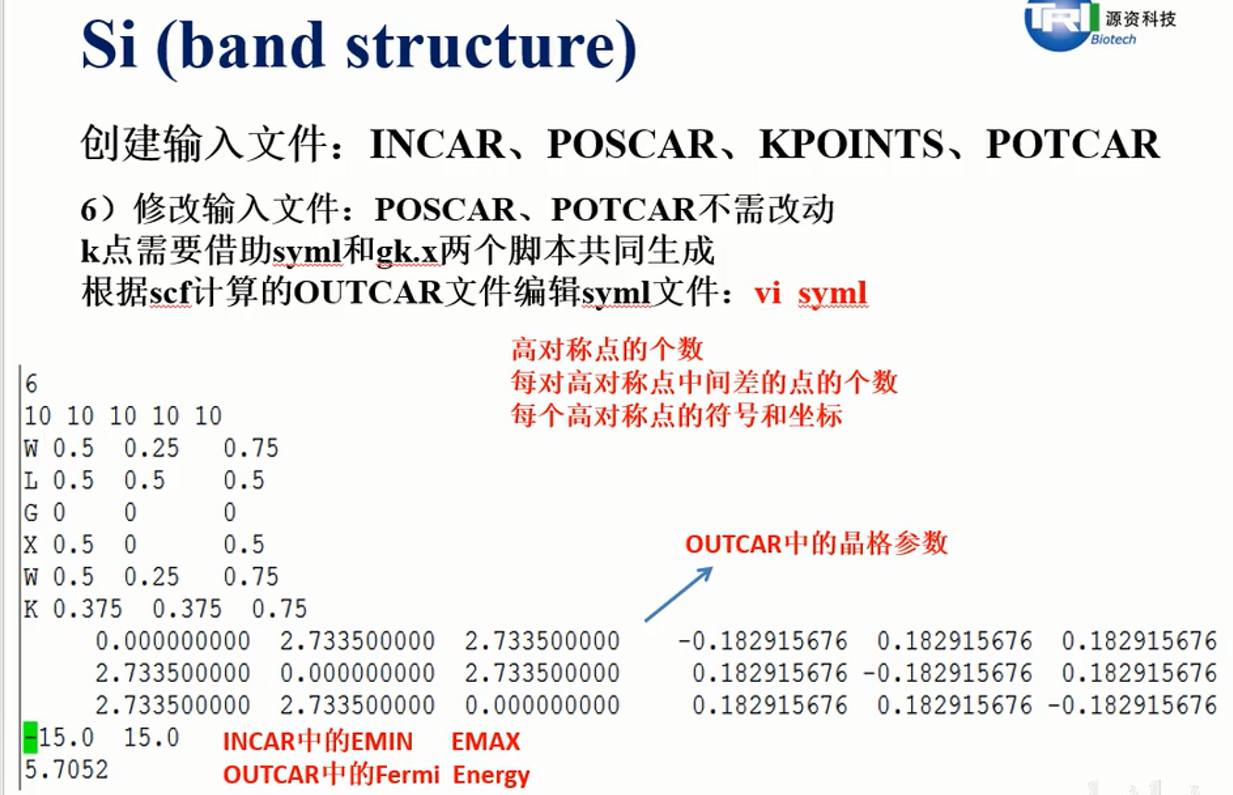 Si (band structure)
TRI 源资科技
Biotech
创建输入文件：INCAR、POSCAR、KPOINTS、POTCAR
6）修改输入文件：POSCAR、POTCAR不需改动
k点需要借助syml和gk.x两个脚本共同生成
根据scf计算的OUTCAR文件编辑syml文件：vi syml
高对称点的个数
每对高对称点中间差的点的个数
每个高对称点的符号和坐标
6
10 10 10 10 10
W 0.5 0.25 0.75
L 0.5 0.5 0.5
G 0 0 0
X 0.5 0 0.5
W 0.5 0.25 0.75
K 0.375 0.375 0.75
OUTCAR中的晶格参数
0.000000000 2.733500000 2.733500000 -0.182915676 0.182915676 0.182915676
2.733500000 0.000000000 2.733500000 0.182915676 -0.182915676 0.182915676
2.733500000 2.733500000 0.000000000 0.182915676 0.182915676 -0.182915676
-15.0 15.0 INCAR中的EMIN EMAX
5.7052 OUTCAR中的Fermi Energy